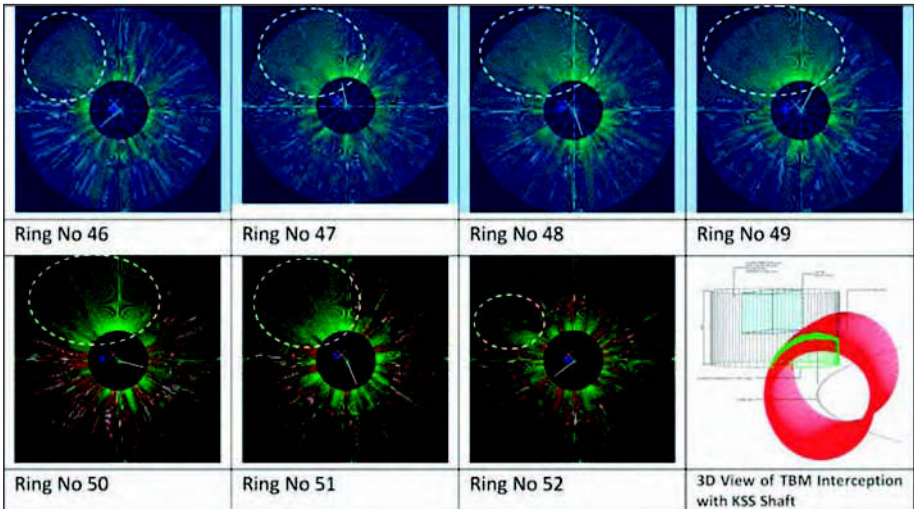 Ring No 46
Ring No 47
Ring No 48
Ring No 49
Ring No 50
Ring No 51
Ring No 52
3D View of TBM Interception
with KSS Shaft